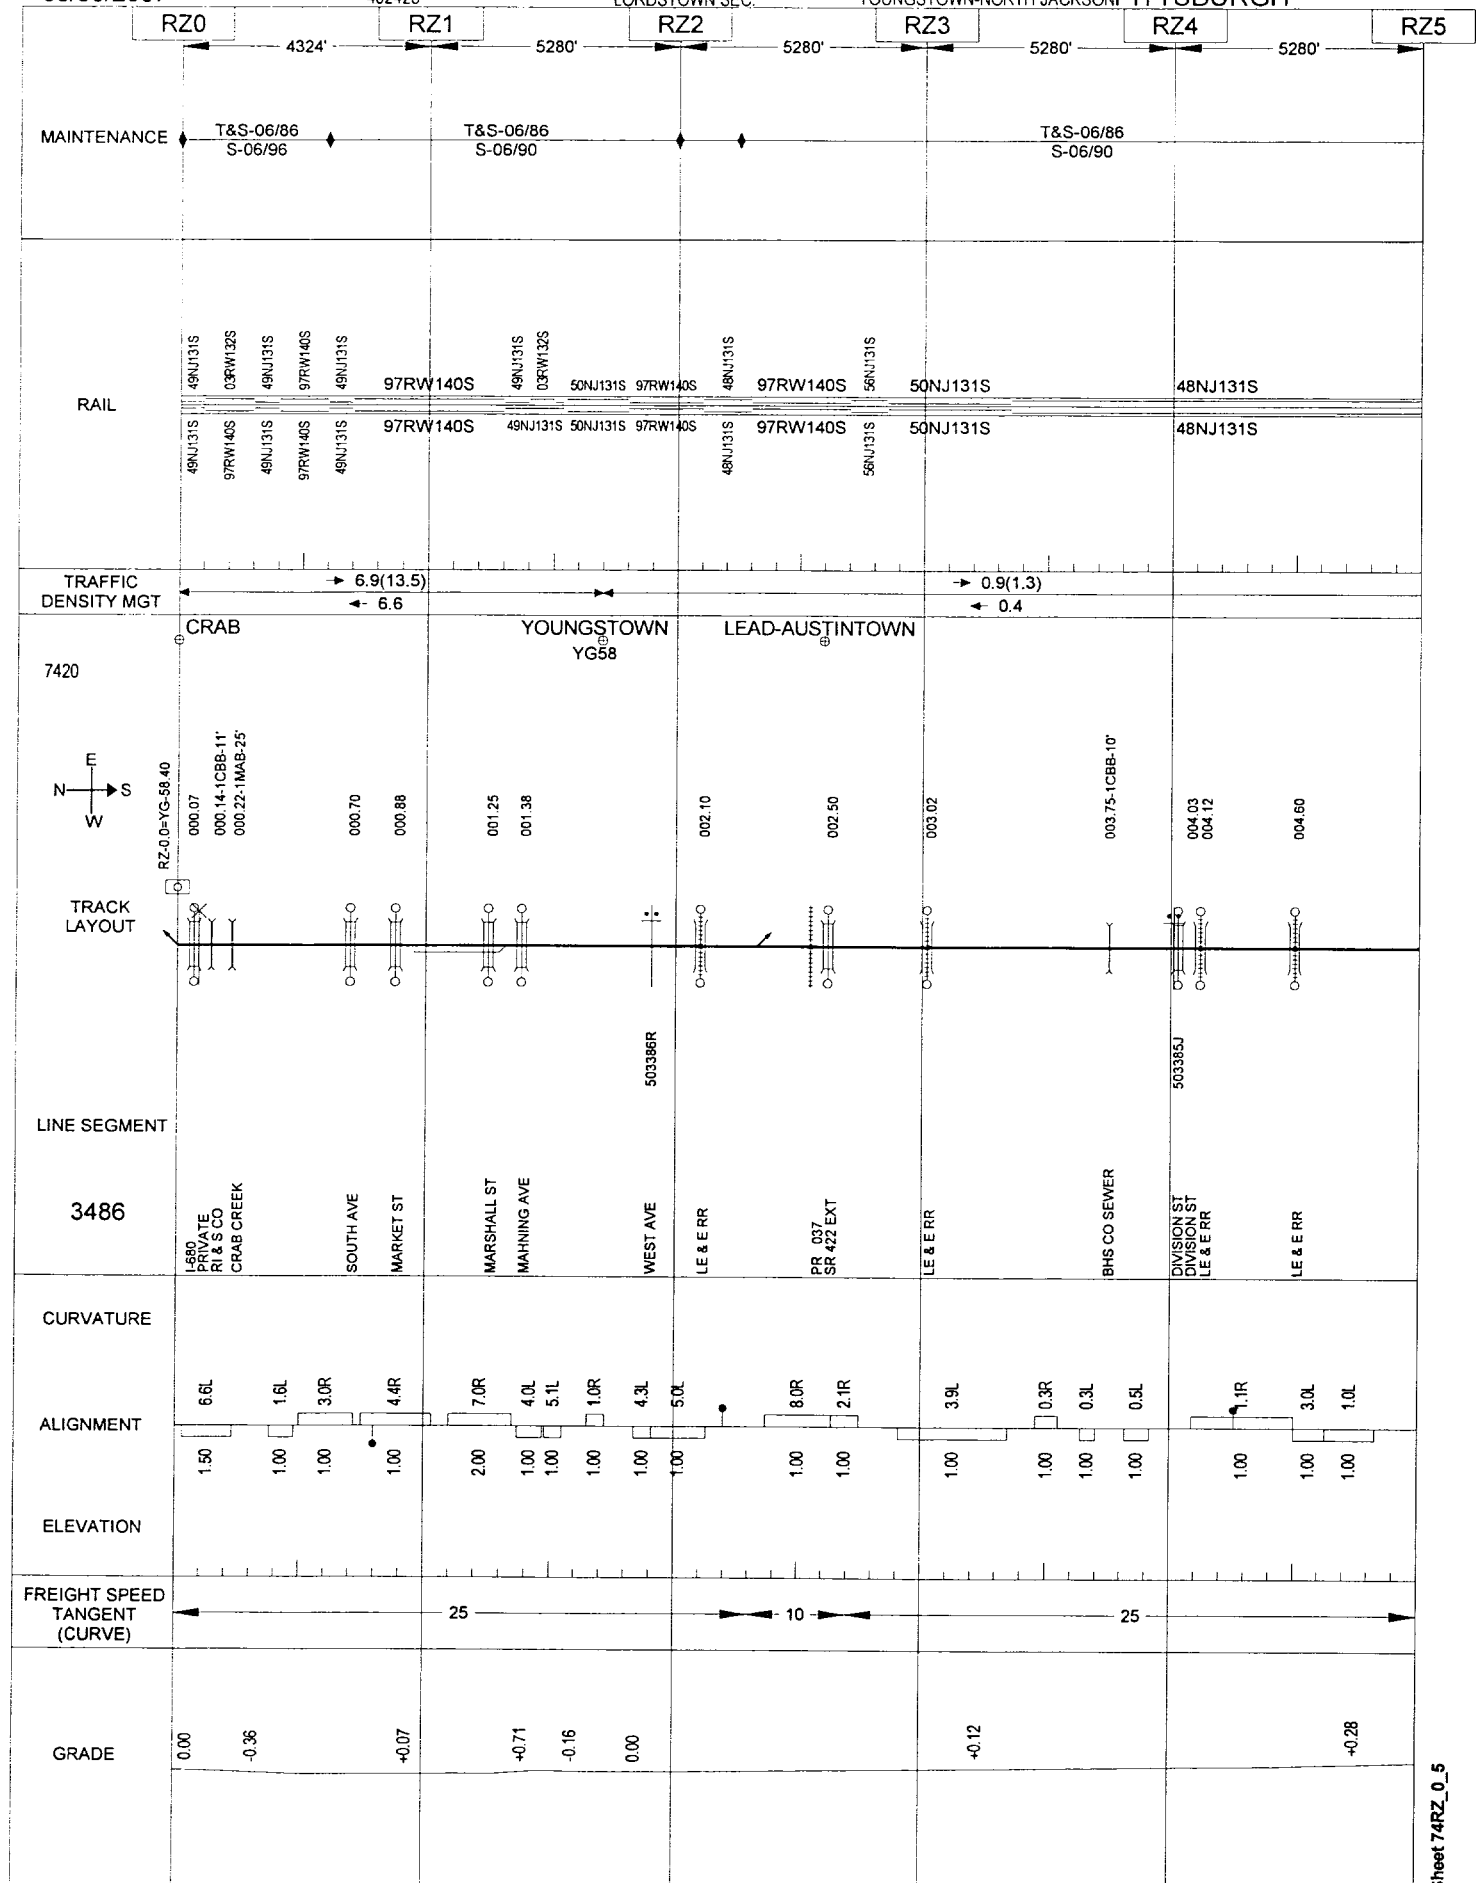 LORDSTOWN SEC. YOUNGSTOWN-NORTH JACKSON PITTSBURGH
RZ0 RZ1 RZ2 RZ3 RZ4 RZ5
4324' 5280' 5280' 5280' 5280'
MAINTENANCE
T&S-06/86 T&S-06/86 T&S-06/86
S-06/96 S-06/90 S-06/90
RAIL
49NJ131S 03RW132S 49NJ131S 97RW140S 49NJ131S 97RW140S 49NJ131S 03RW132S 50NJ131S 97RW140S 48NJ131S 97RW140S 56NJ131S 50NJ131S 48NJ131S
49NJ131S 97RW140S 49NJ131S 97RW140S 49NJ131S 97RW140S 49NJ131S 50NJ131S 97RW140S 48NJ131S 97RW140S 56NJ131S 50NJ131S 48NJ131S
TRAFFIC
DENSITY MGT
6.9(13.5) 0.9(1.3)
6.6 0.4
CRAB YOUNGSTOWN LEAD-AUSTINTOWN
YG58
7420
E
N S
W
RZ-0.0=YG-58.40
000.07
000.14-1CBB-11'
000.22-1MAB-25'
000.70
000.88
001.25
001.38
002.10
002.50
003.02
003.75-1CBB-10'
004.03
004.12
004.60
TRACK
LAYOUT
503386R
503385J
LINE SEGMENT
3486
I-680
PRIVATE
RI & S CO
CRAB CREEK
SOUTH AVE
MARKET ST
MARSHALL ST
MAHNING AVE
WEST AVE
LE & E RR
PR 037
SR 422 EXT
LE & E RR
BHS CO SEWER
DIVISION ST
DIVISION ST
LE & E RR
LE & E RR
CURVATURE
6.6L 1.6L 3.0R 4.4R 7.0R 4.0L 5.1L 1.0R 4.3L 5.0L 8.0R 2.1R 3.9L 0.3R 0.3L 0.5L 1.1R 3.0L 1.0L
ALIGNMENT
1.50 1.00 1.00 1.00 2.00 1.00 1.00 1.00 1.00 1.00 1.00 1.00 1.00 1.00 1.00 1.00 1.00 1.00 1.00
ELEVATION
FREIGHT SPEED
TANGENT
(CURVE)
25 10 25
GRADE
0.00 -0.36 +0.07 +0.71 -0.16 0.00 +0.12 +0.28
Sheet 74RZ_0_5